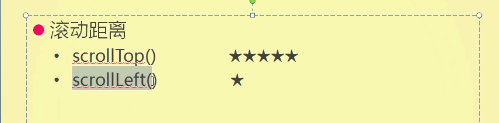 滚动距离
• scrollTop() ★★★★★
• scrollLeft() ★